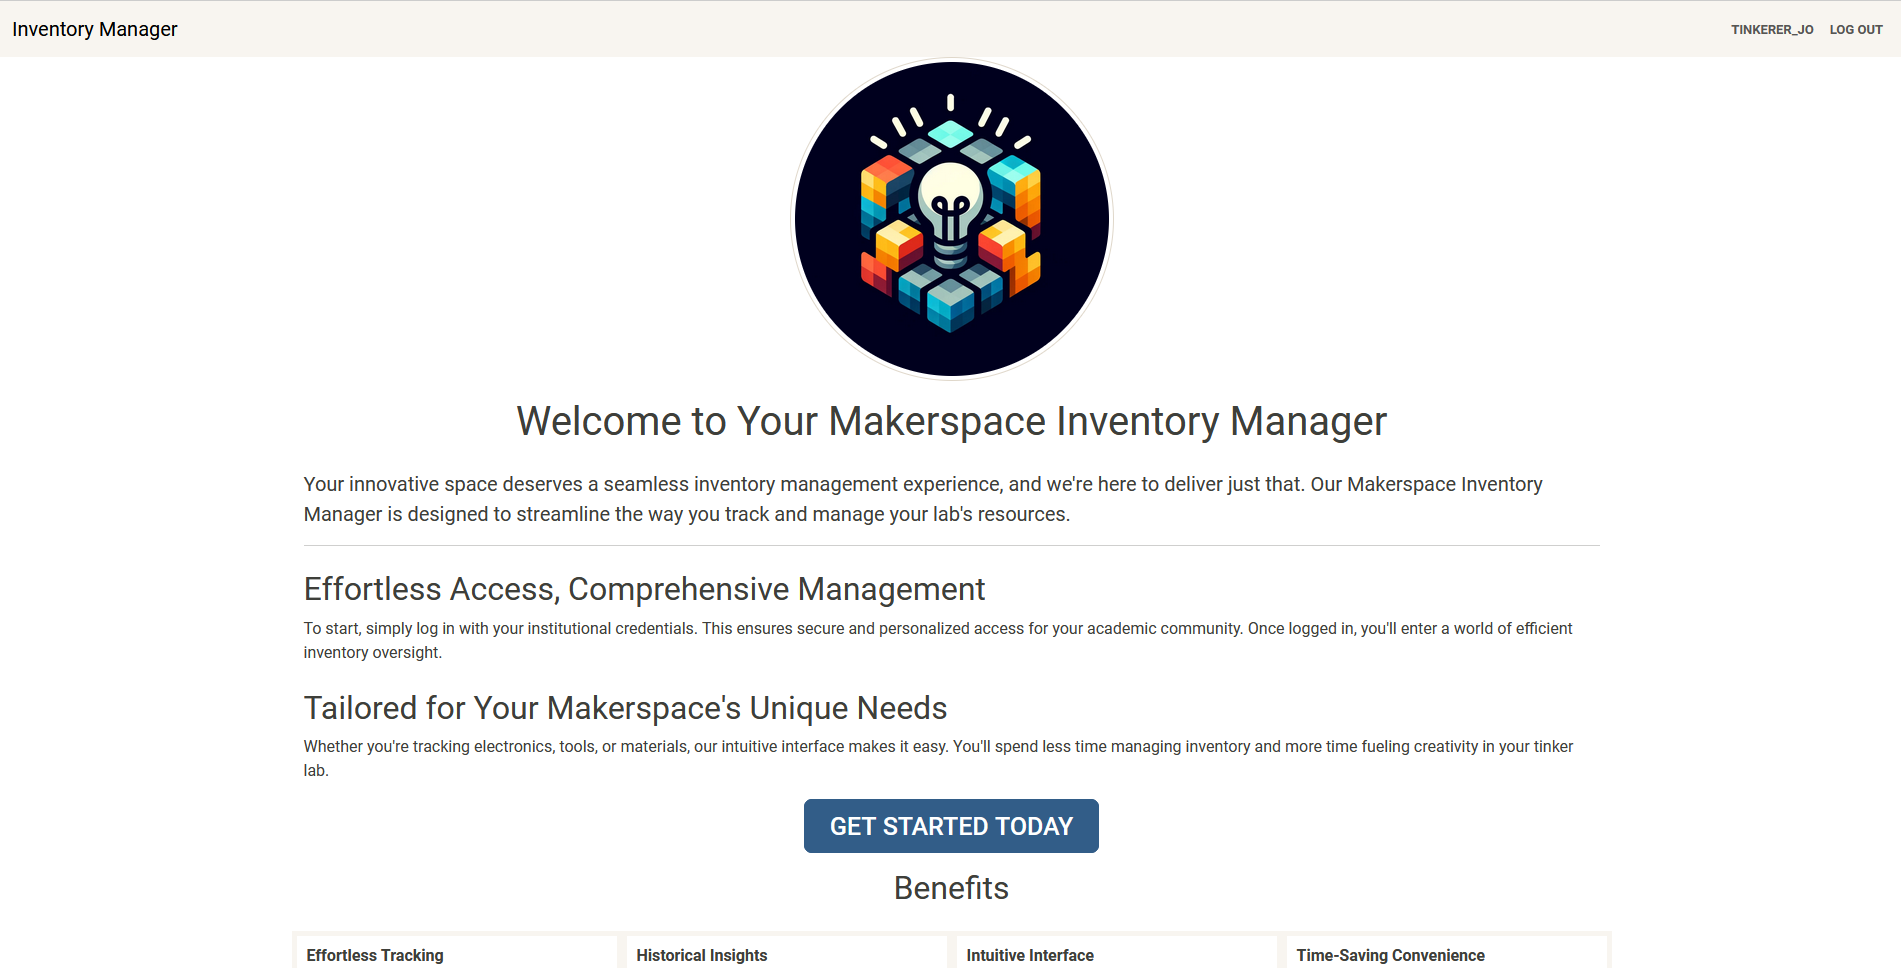 Inventory Manager
TINKERER_JO
LOG OUT
Welcome to Your Makerspace Inventory Manager
Your innovative space deserves a seamless inventory management experience, and we're here to deliver just that. Our Makerspace Inventory
Manager is designed to streamline the way you track and manage your lab's resources.
Effortless Access, Comprehensive Management
To start, simply log in with your institutional credentials. This ensures secure and personalized access for your academic community. Once logged in, you'll enter a world of efficient
inventory oversight.
Tailored for Your Makerspace's Unique Needs
Whether you're tracking electronics, tools, or materials, our intuitive interface makes it easy. You'll spend less time managing inventory and more time fueling creativity in your tinker
lab.
GET STARTED TODAY
Benefits
Effortless Tracking
Historical Insights
Intuitive Interface
Time-Saving Convenience